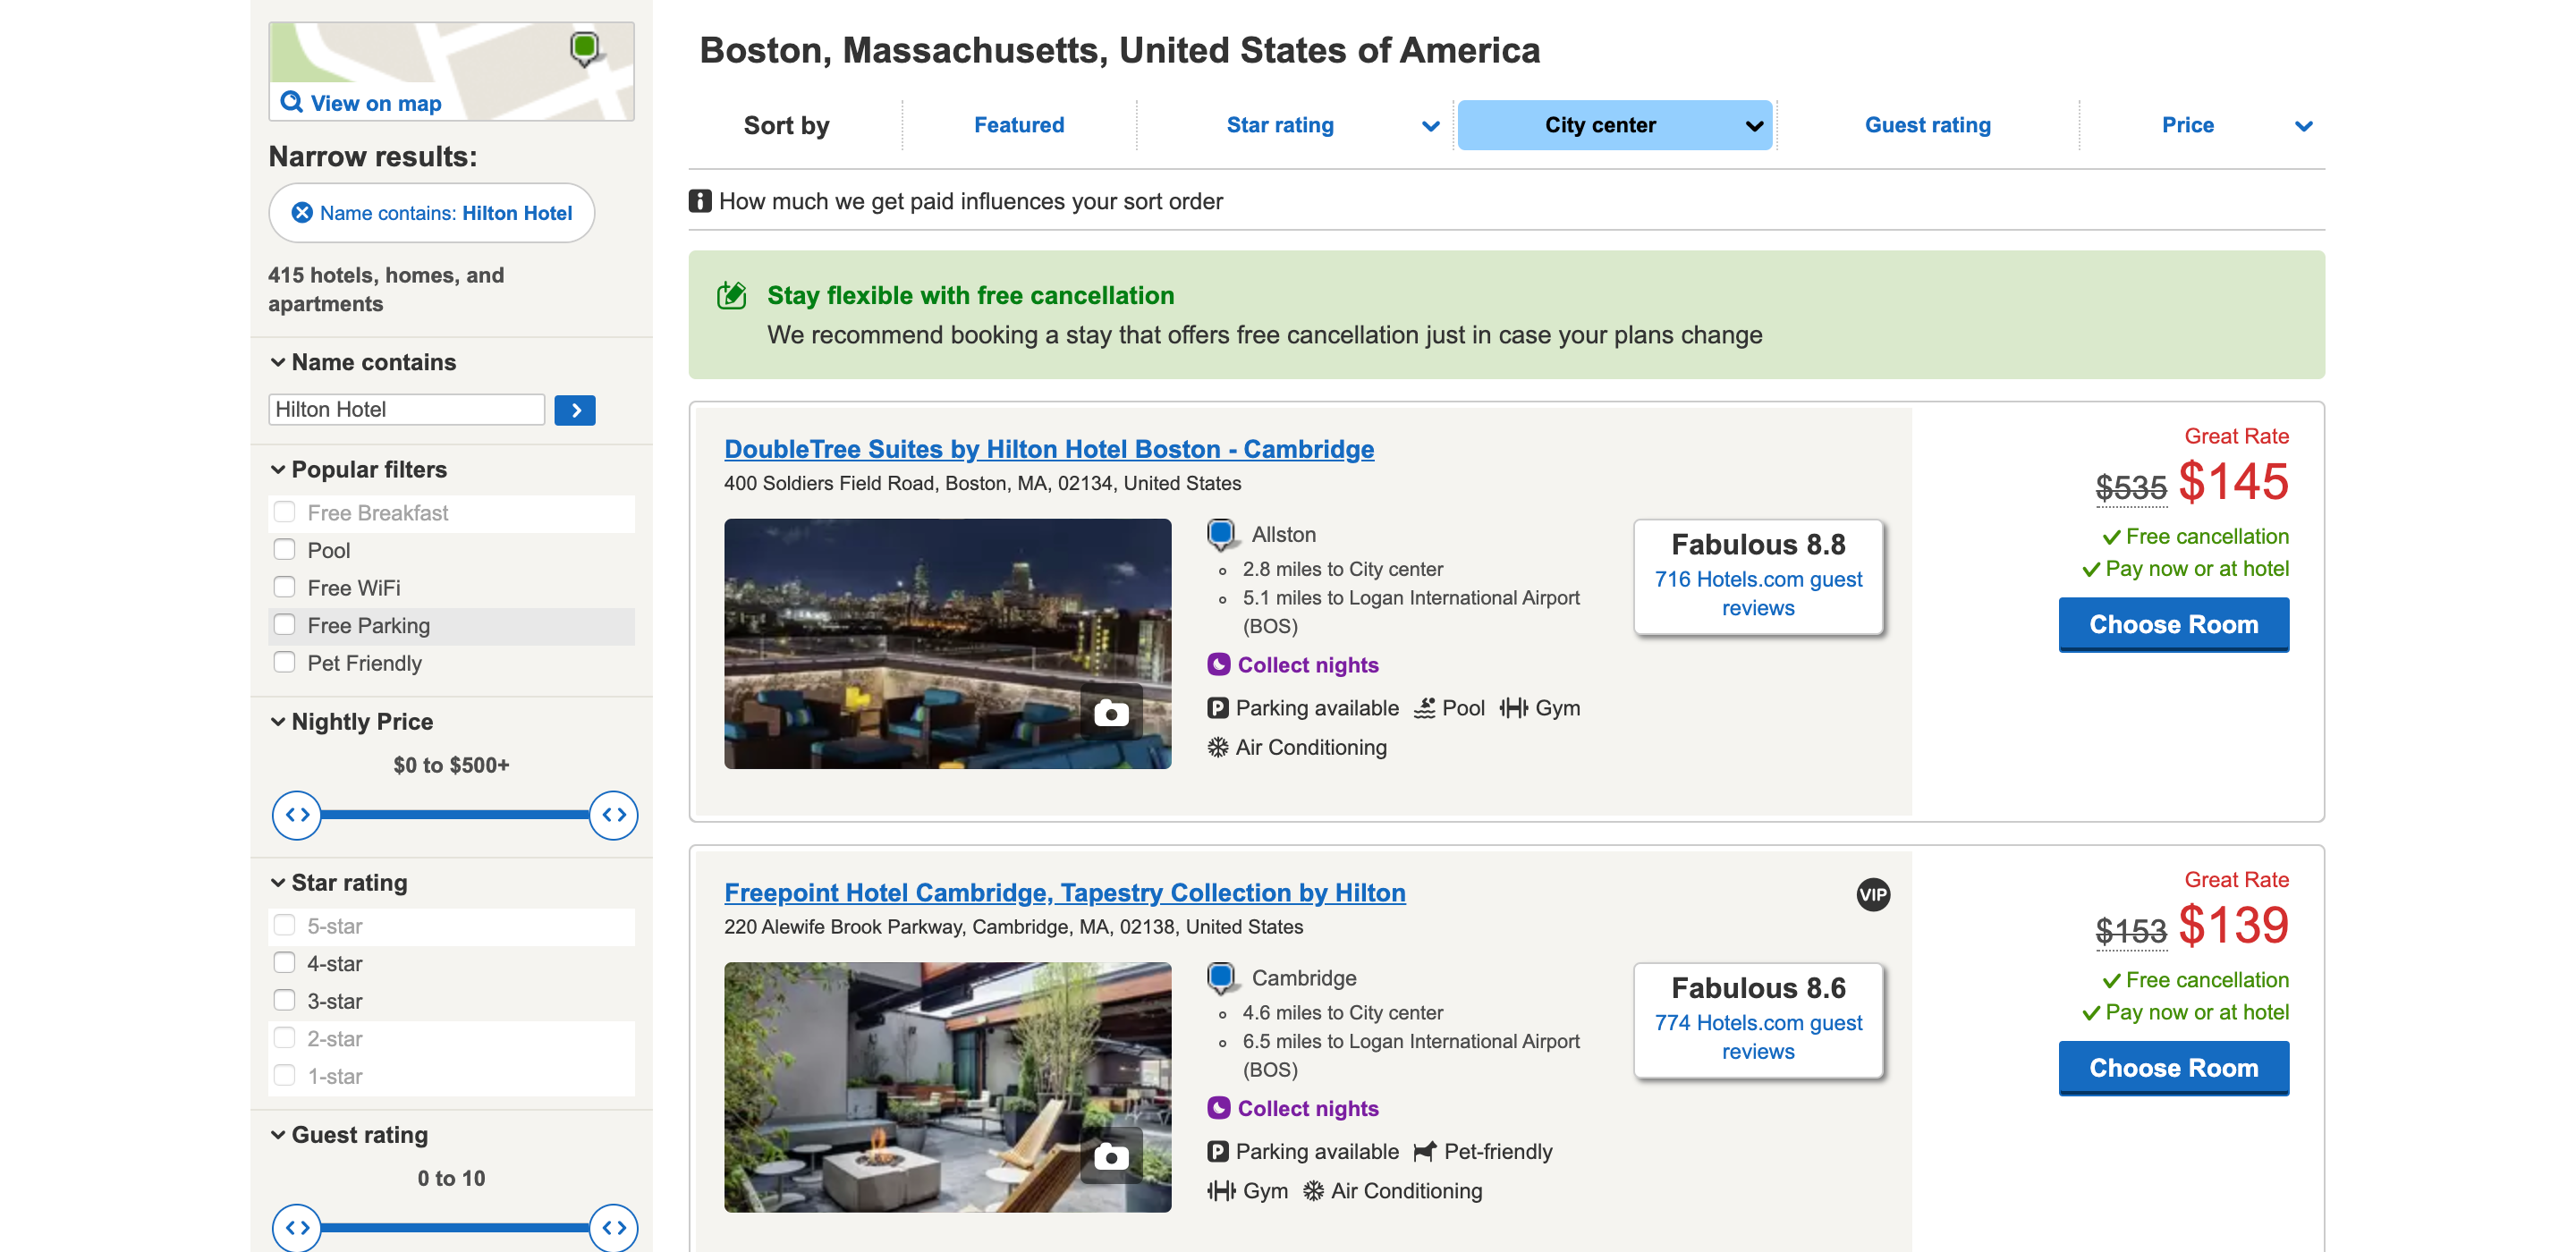 View on map
Narrow results:
Name contains: Hilton Hotel
415 hotels, homes, and
apartments
Name contains
Hilton Hotel
Popular filters
Free Breakfast
Pool
Free WiFi
Free Parking
Pet Friendly
Nightly Price
$0 to $500+
Star rating
5-star
4-star
3-star
2-star
1-star
Guest rating
0 to 10
Boston, Massachusetts, United States of America
Sort by Featured Star rating City center Guest rating Price
How much we get paid influences your sort order
Stay flexible with free cancellation
We recommend booking a stay that offers free cancellation just in case your plans change
DoubleTree Suites by Hilton Hotel Boston - Cambridge
400 Soldiers Field Road, Boston, MA, 02134, United States
Allston
2.8 miles to City center
5.1 miles to Logan International Airport
(BOS)
Collect nights
P Parking available Pool Gym
Air Conditioning
Fabulous 8.8
716 Hotels.com guest
reviews
Great Rate
$535 $145
Free cancellation
Pay now or at hotel
Choose Room
Freepoint Hotel Cambridge, Tapestry Collection by Hilton
VIP
220 Alewife Brook Parkway, Cambridge, MA, 02138, United States
Cambridge
4.6 miles to City center
6.5 miles to Logan International Airport
(BOS)
Collect nights
P Parking available Pet-friendly
Gym Air Conditioning
Fabulous 8.6
774 Hotels.com guest
reviews
Great Rate
$153 $139
Free cancellation
Pay now or at hotel
Choose Room